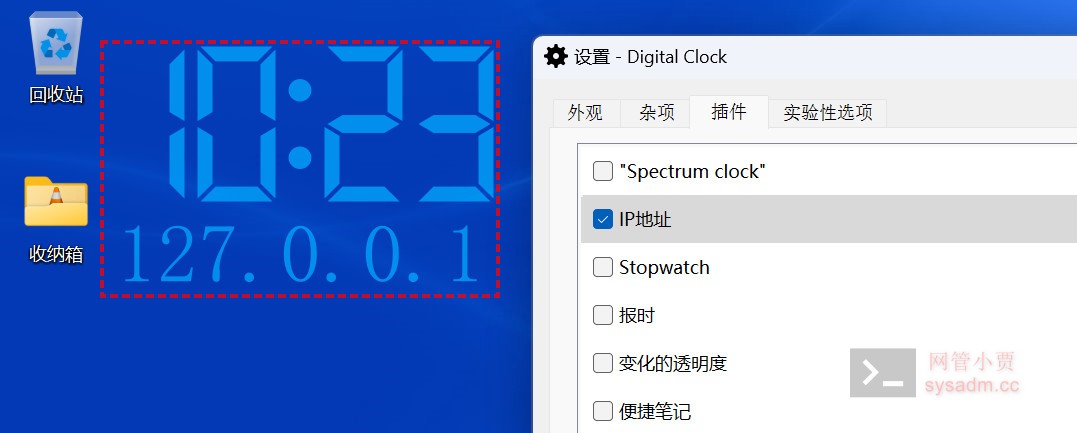 回收站
收纳箱
10:23
127.0.0.1
设置 - Digital Clock
外观
杂项
插件
实验性选项
"Spectrum clock"
IP地址
Stopwatch
报时
变化的透明度
便捷笔记
网管小贾
sysadm.cc